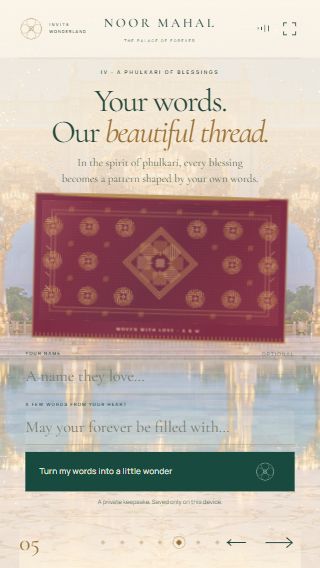 INVITE
WONDERLAND
NOOR MAHAL
THE PALACE OF FOREVER
IV · A PHULKARI OF BLESSINGS
Your words.
Our beautiful thread.
In the spirit of phulkari, every blessing
becomes a pattern shaped by your own words.
WOVEN WITH LOVE ·
YOUR NAME
OPTIONAL
A name they love...
A FEW WORDS FROM YOUR HEART
May your forever be filled with...
Turn my words into a little wonder
A private keepsake. Saved only on this device.
05